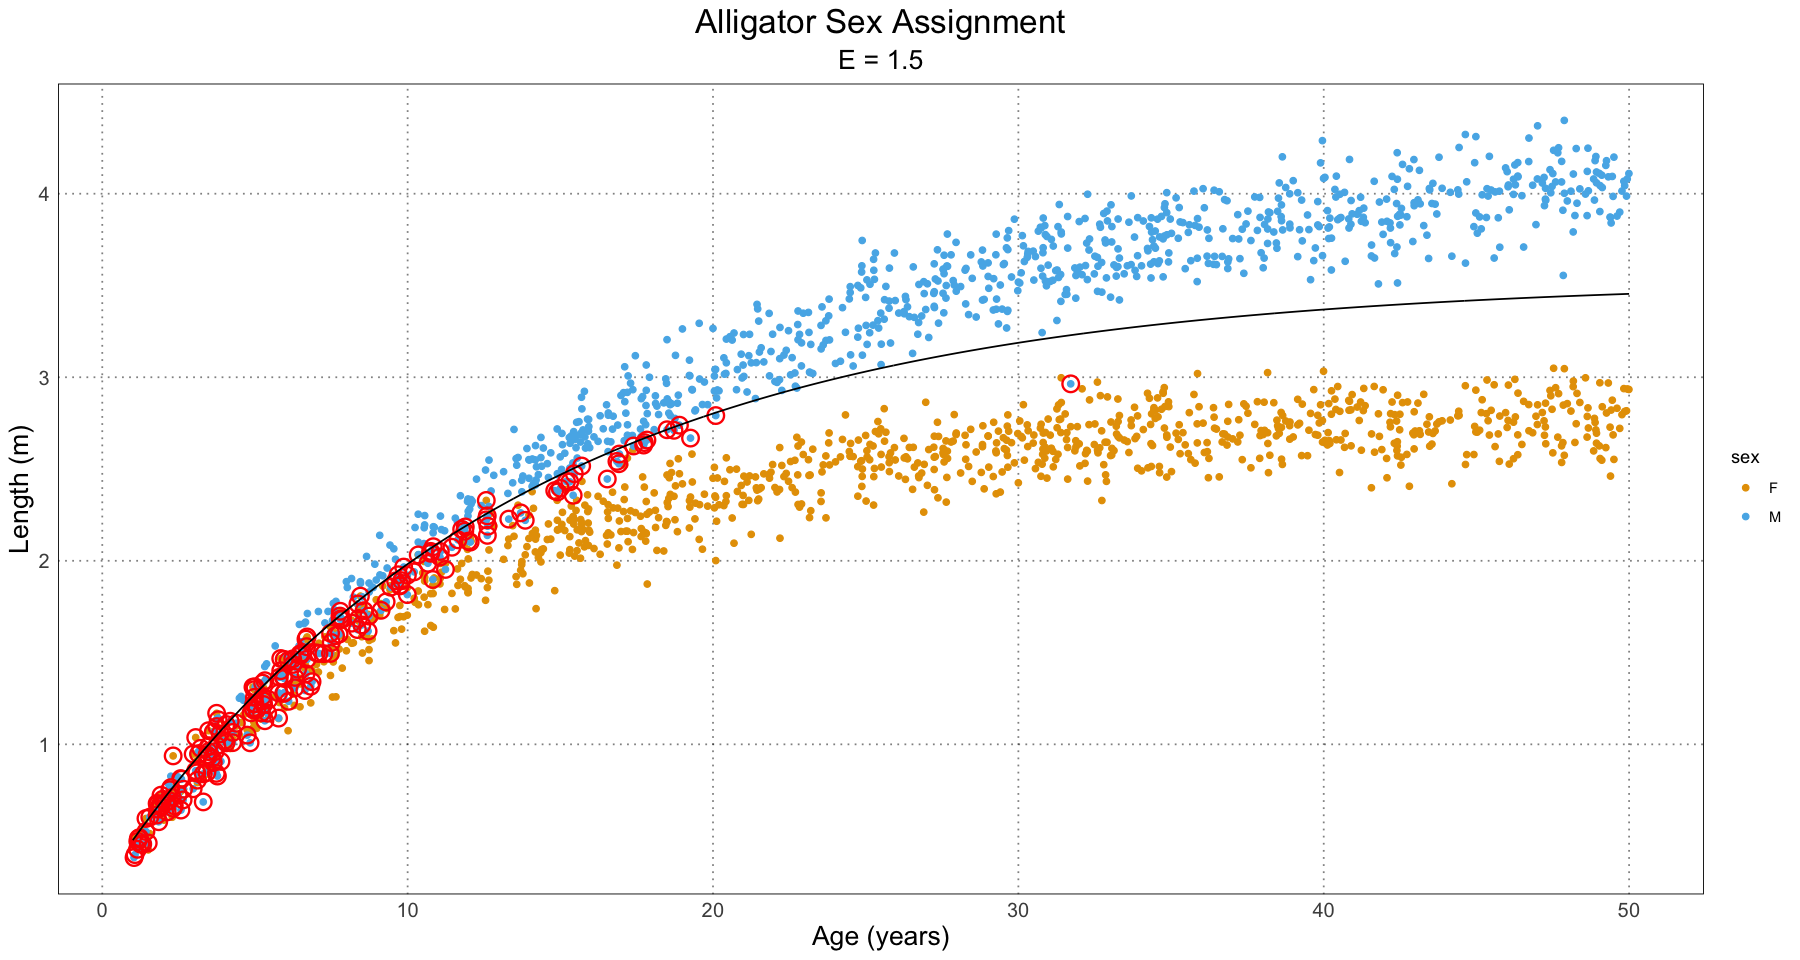 Alligator Sex Assignment
E = 1.5
Length (m)
4
3
2
1
0 10 20 30 40 50
Age (years)
sex
F
M